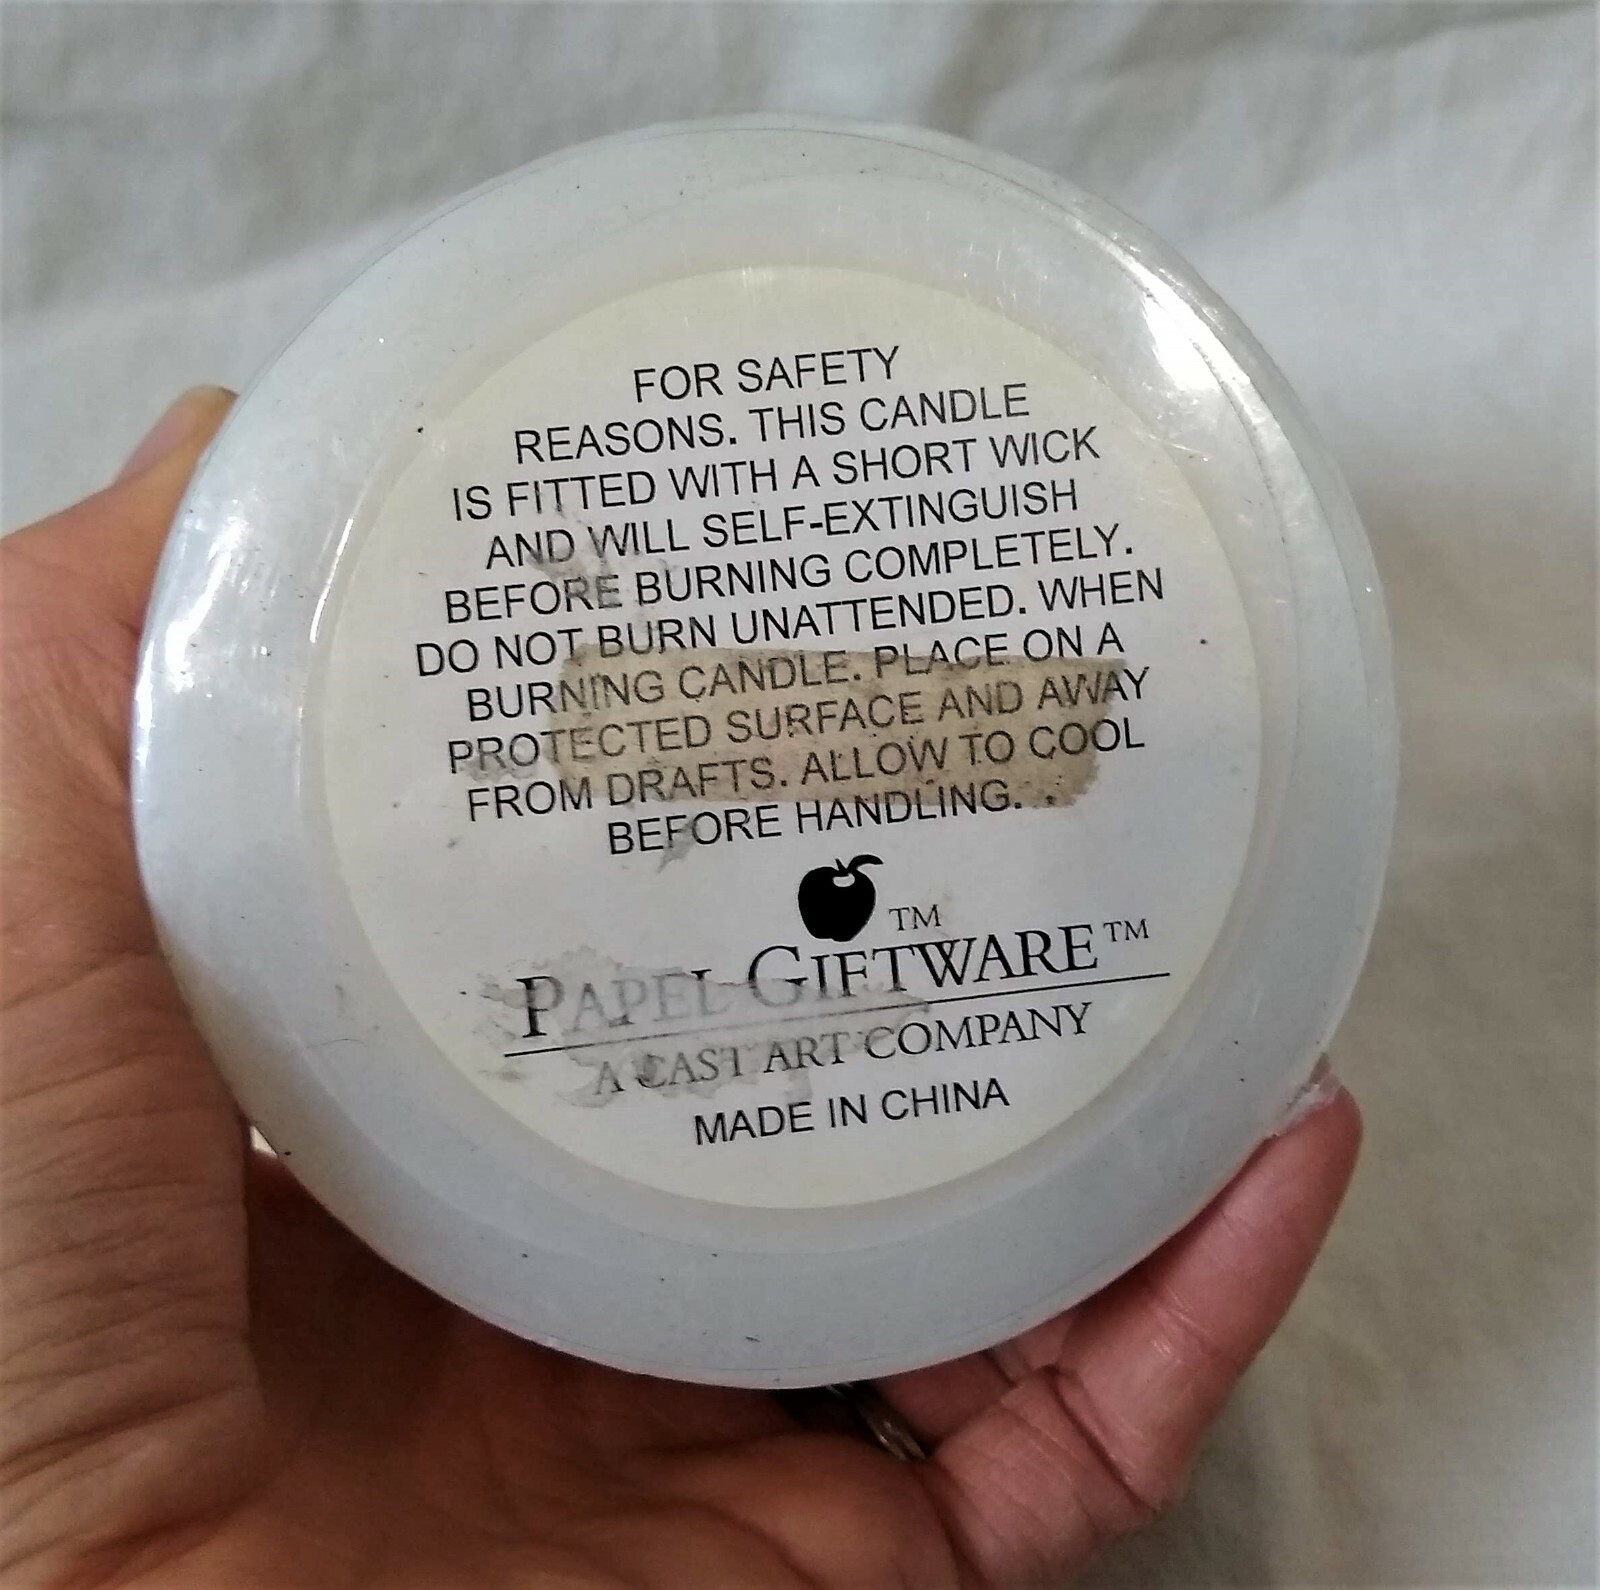 FOR SAFETY
REASONS. THIS CANDLE
IS FITTED WITH A SHORT WICK
AND WILL SELF-EXTINGUISH
BEFORE BURNING COMPLETELY.
DO NOT BURN UNATTENDED. WHEN
BURNING CANDLE. PLACE ON A
PROTECTED SURFACE AND AWAY
FROM DRAFTS. ALLOW TO COOL
BEFORE HANDLING.
TM
PAPEL GIFTWARE TM
A CAST ART COMPANY
MADE IN CHINA